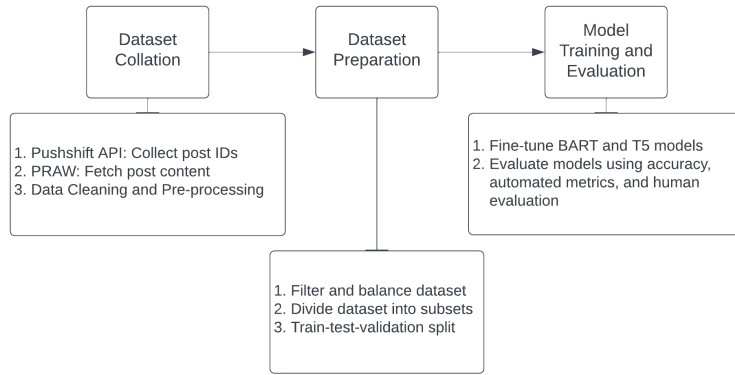 Dataset
Collation
Dataset
Preparation
Model
Training and
Evaluation
1. Pushshift API: Collect post IDs
2. PRAW: Fetch post content
3. Data Cleaning and Pre-processing
1. Fine-tune BART and T5 models
2. Evaluate models using accuracy,
automated metrics, and human
evaluation
1. Filter and balance dataset
2. Divide dataset into subsets
3. Train-test-validation split